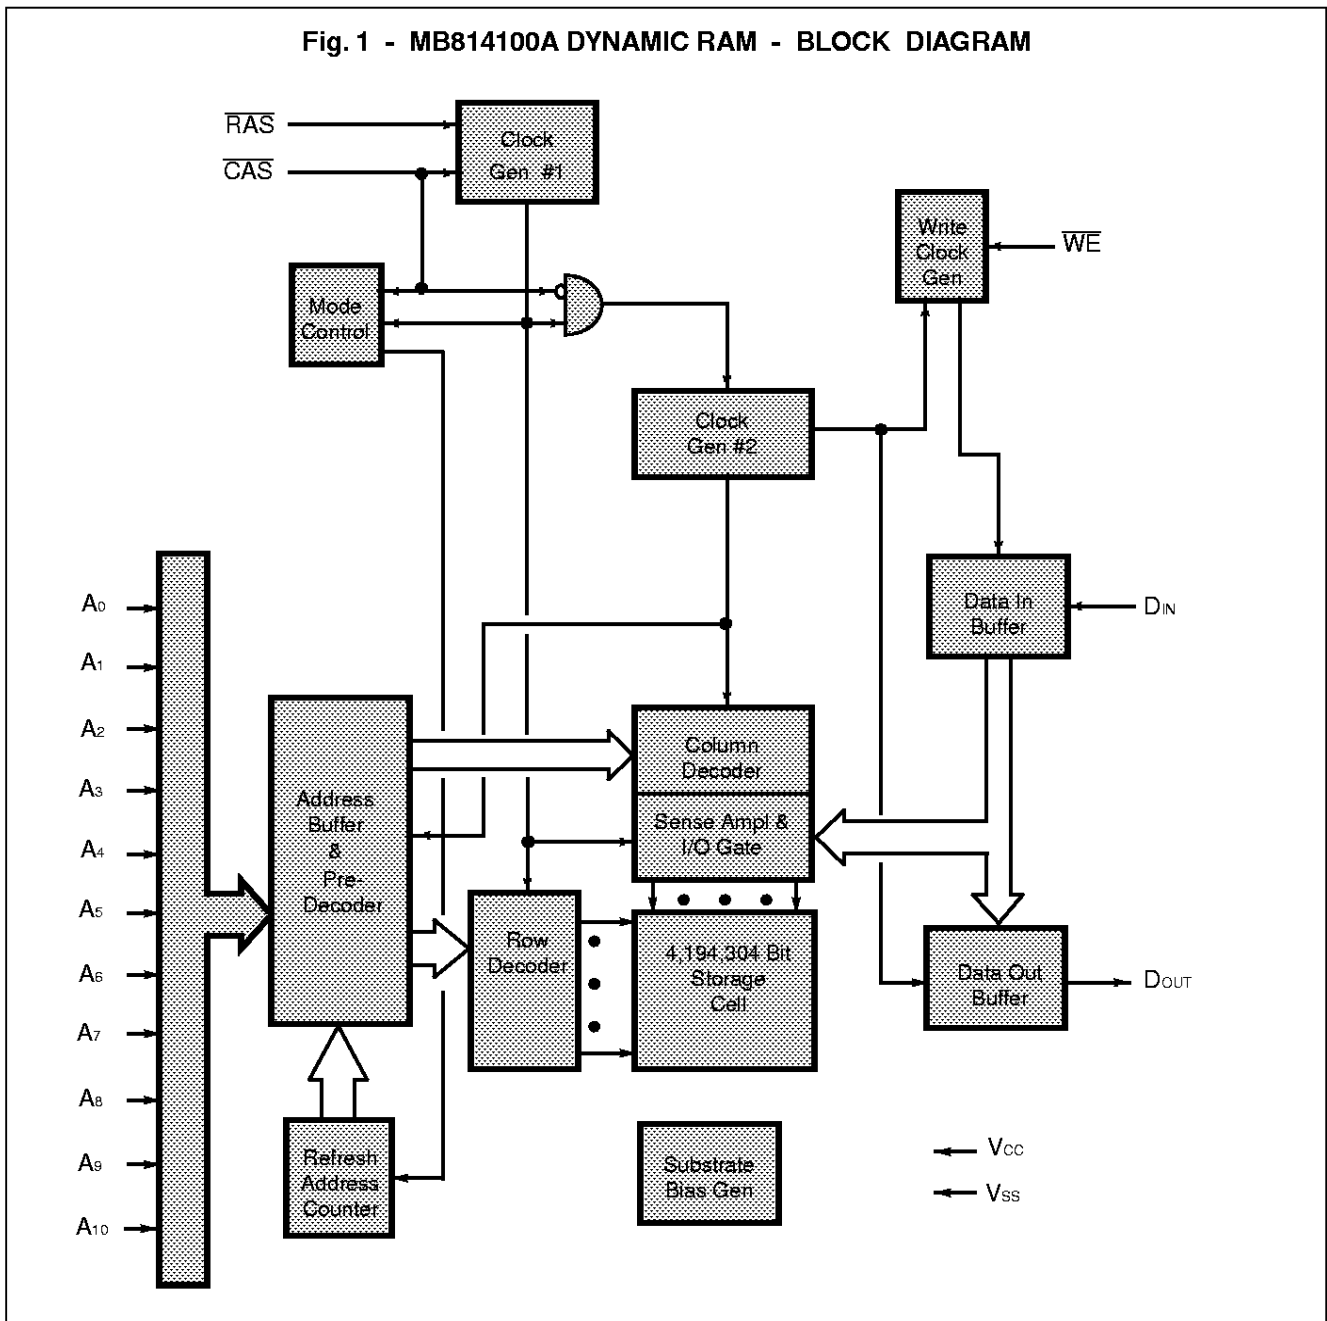 Fig. 1 - MB814100A DYNAMIC RAM - BLOCK DIAGRAM
RAS
CAS
Clock
Gen #1
Write
Clock
Gen
WE
Mode
Control
Clock
Gen #2
A0
A1
A2
A3
A4
A5
A6
A7
A8
A9
A10
Address
Buffer
&
Pre-
Decoder
Column
Decoder
Sense Ampl &
I/O Gate
Data In
Buffer
DIN
Row
Decoder
4,194,304 Bit
Storage
Cell
Data Out
Buffer
DOUT
Refresh
Address
Counter
Substrate
Bias Gen
VCC
VSS